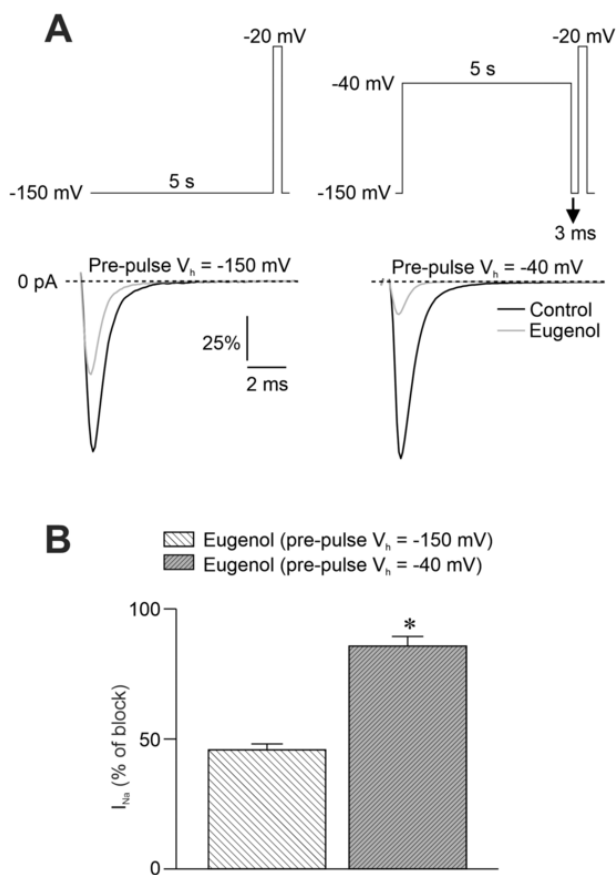 A
-20 mV
-20 mV
-40 mV
5 s
5 s
-150 mV
-150 mV
3 ms
0 pA
Pre-pulse Vₕ = -150 mV
Pre-pulse Vₕ = -40 mV
Control
Eugenol
25%
2 ms
B
Eugenol (pre-pulse Vₕ = -150 mV)
Eugenol (pre-pulse Vₕ = -40 mV)
100
*
50
0
I_Na (% of block)